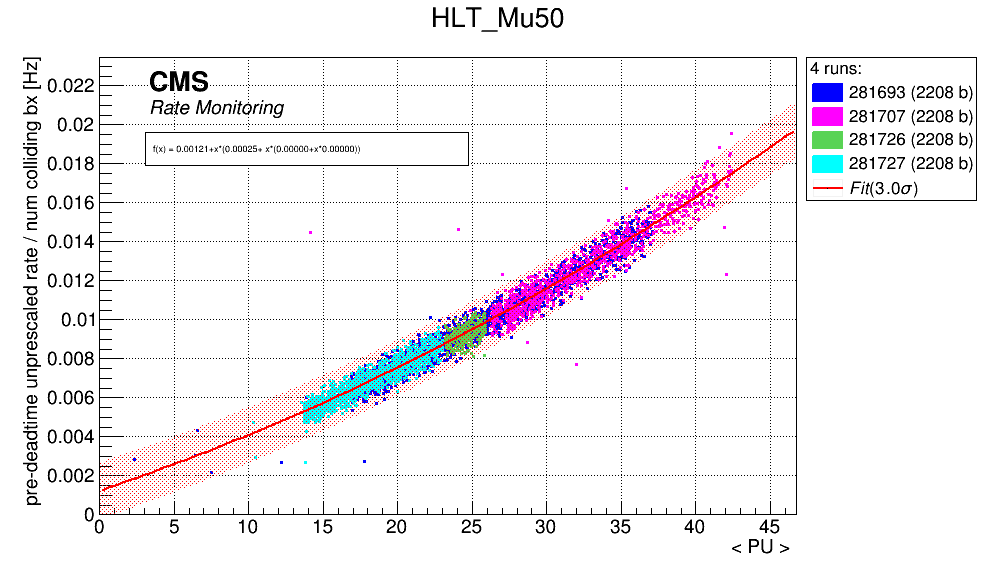 HLT_Mu50
pre-deadtime unprescaled rate / num colliding bx [Hz]
0.022
0.02
0.018
0.016
0.014
0.012
0.01
0.008
0.006
0.004
0.002
0
CMS
Rate Monitoring
f(x) = 0.00121+x*(0.00025+ x*(0.00000+x*0.00000))
0 5 10 15 20 25 30 35 40 45
< PU >
4 runs:
281693 (2208 b)
281707 (2208 b)
281726 (2208 b)
281727 (2208 b)
Fit(3.0σ)